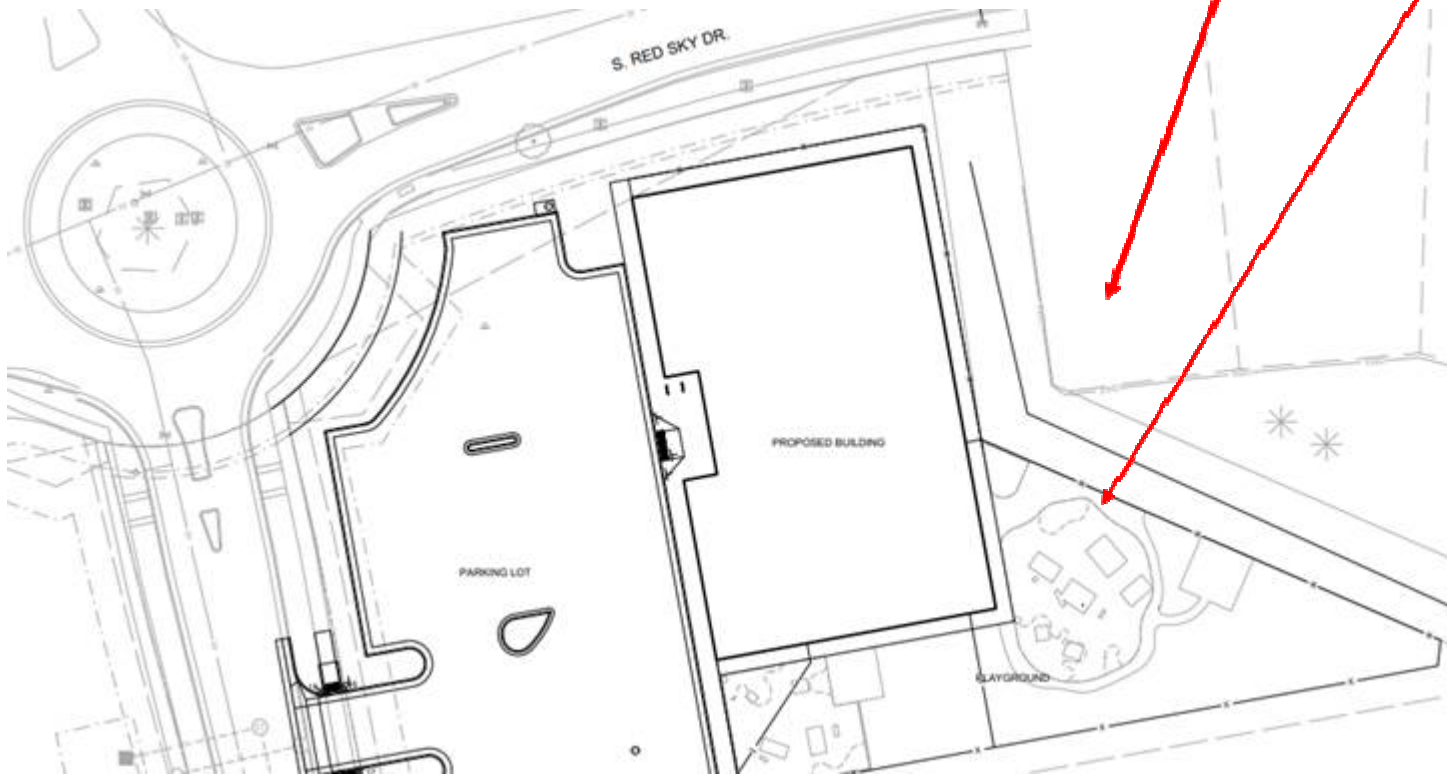 S. RED SKY DR.
PROPOSED BUILDING
PARKING LOT
PLAYGROUND